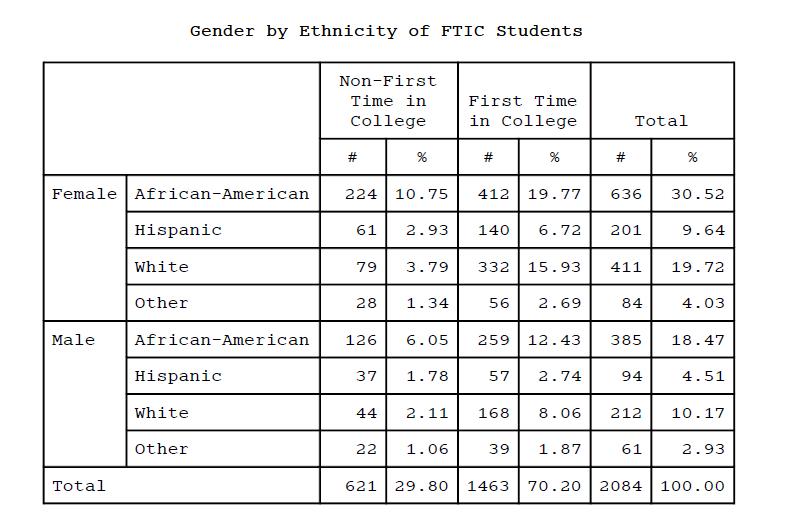 Gender by Ethnicity of FTIC Students
Non-First
Time in
College
First Time
in College
Total
# % # % # %
Female African-American 224 10.75 412 19.77 636 30.52
Hispanic 61 2.93 140 6.72 201 9.64
White 79 3.79 332 15.93 411 19.72
Other 28 1.34 56 2.69 84 4.03
Male African-American 126 6.05 259 12.43 385 18.47
Hispanic 37 1.78 57 2.74 94 4.51
White 44 2.11 168 8.06 212 10.17
Other 22 1.06 39 1.87 61 2.93
Total 621 29.80 1463 70.20 2084 100.00